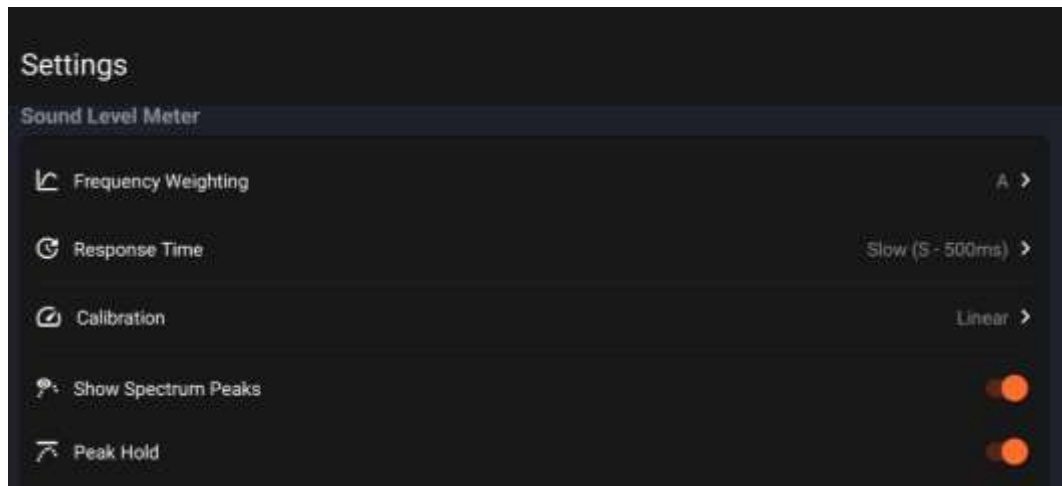 Settings
Sound Level Meter
Frequency Weighting A
Response Time Slow (S - 500ms)
Calibration Linear
Show Spectrum Peaks
Peak Hold